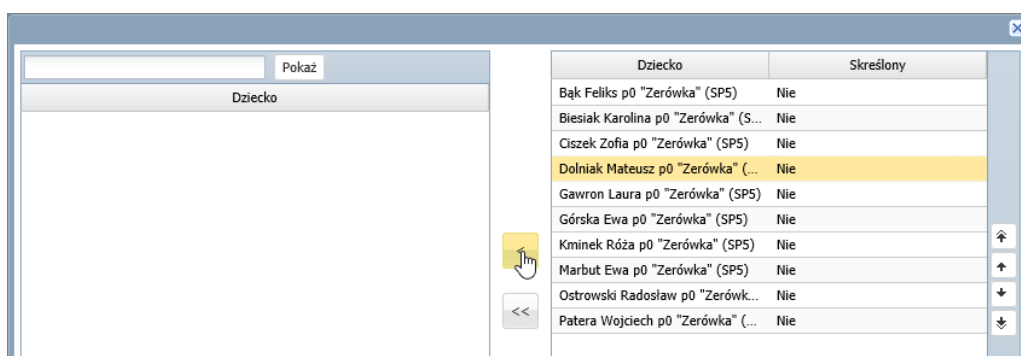 Pokaż
Dziecko
<
<<
Dziecko Skreślony
Bąk Feliks p0 "Zerówka" (SP5) Nie
Biesiak Karolina p0 "Zerówka" (S... Nie
Ciszek Zofia p0 "Zerówka" (SP5) Nie
Dolniak Mateusz p0 "Zerówka" (... Nie
Gawron Laura p0 "Zerówka" (SP5) Nie
Górska Ewa p0 "Zerówka" (SP5) Nie
Kminek Róża p0 "Zerówka" (SP5) Nie
Marbut Ewa p0 "Zerówka" (SP5) Nie
Ostrowski Radosław p0 "Zerówk... Nie
Patera Wojciech p0 "Zerówka" (... Nie